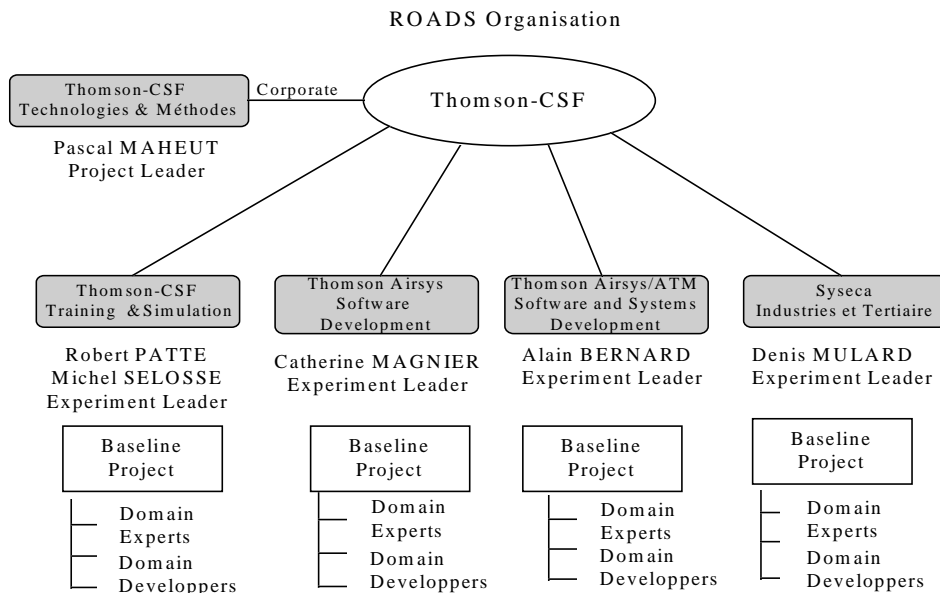 ROADS Organisation
Thomson-CSF
Technologies & Méthodes
Corporate
Thomson-CSF
Pascal MAHEUT
Project Leader
Thomson-CSF
Training &Simulation
Thomson Airsys
Software
Development
Thomson Airsys/ATM
Software and Systems
Development
Syseca
Industries et Tertiaire
Robert PATTE
Michel SELOSSE
Experiment Leader
Catherine MAGNIER
Experiment Leader
Alain BERNARD
Experiment Leader
Denis MULARD
Experiment Leader
Baseline
Project
Domain
Experts
Domain
Developpers
Baseline
Project
Domain
Experts
Domain
Developpers
Baseline
Project
Domain
Experts
Domain
Developpers
Baseline
Project
Domain
Experts
Domain
Developpers